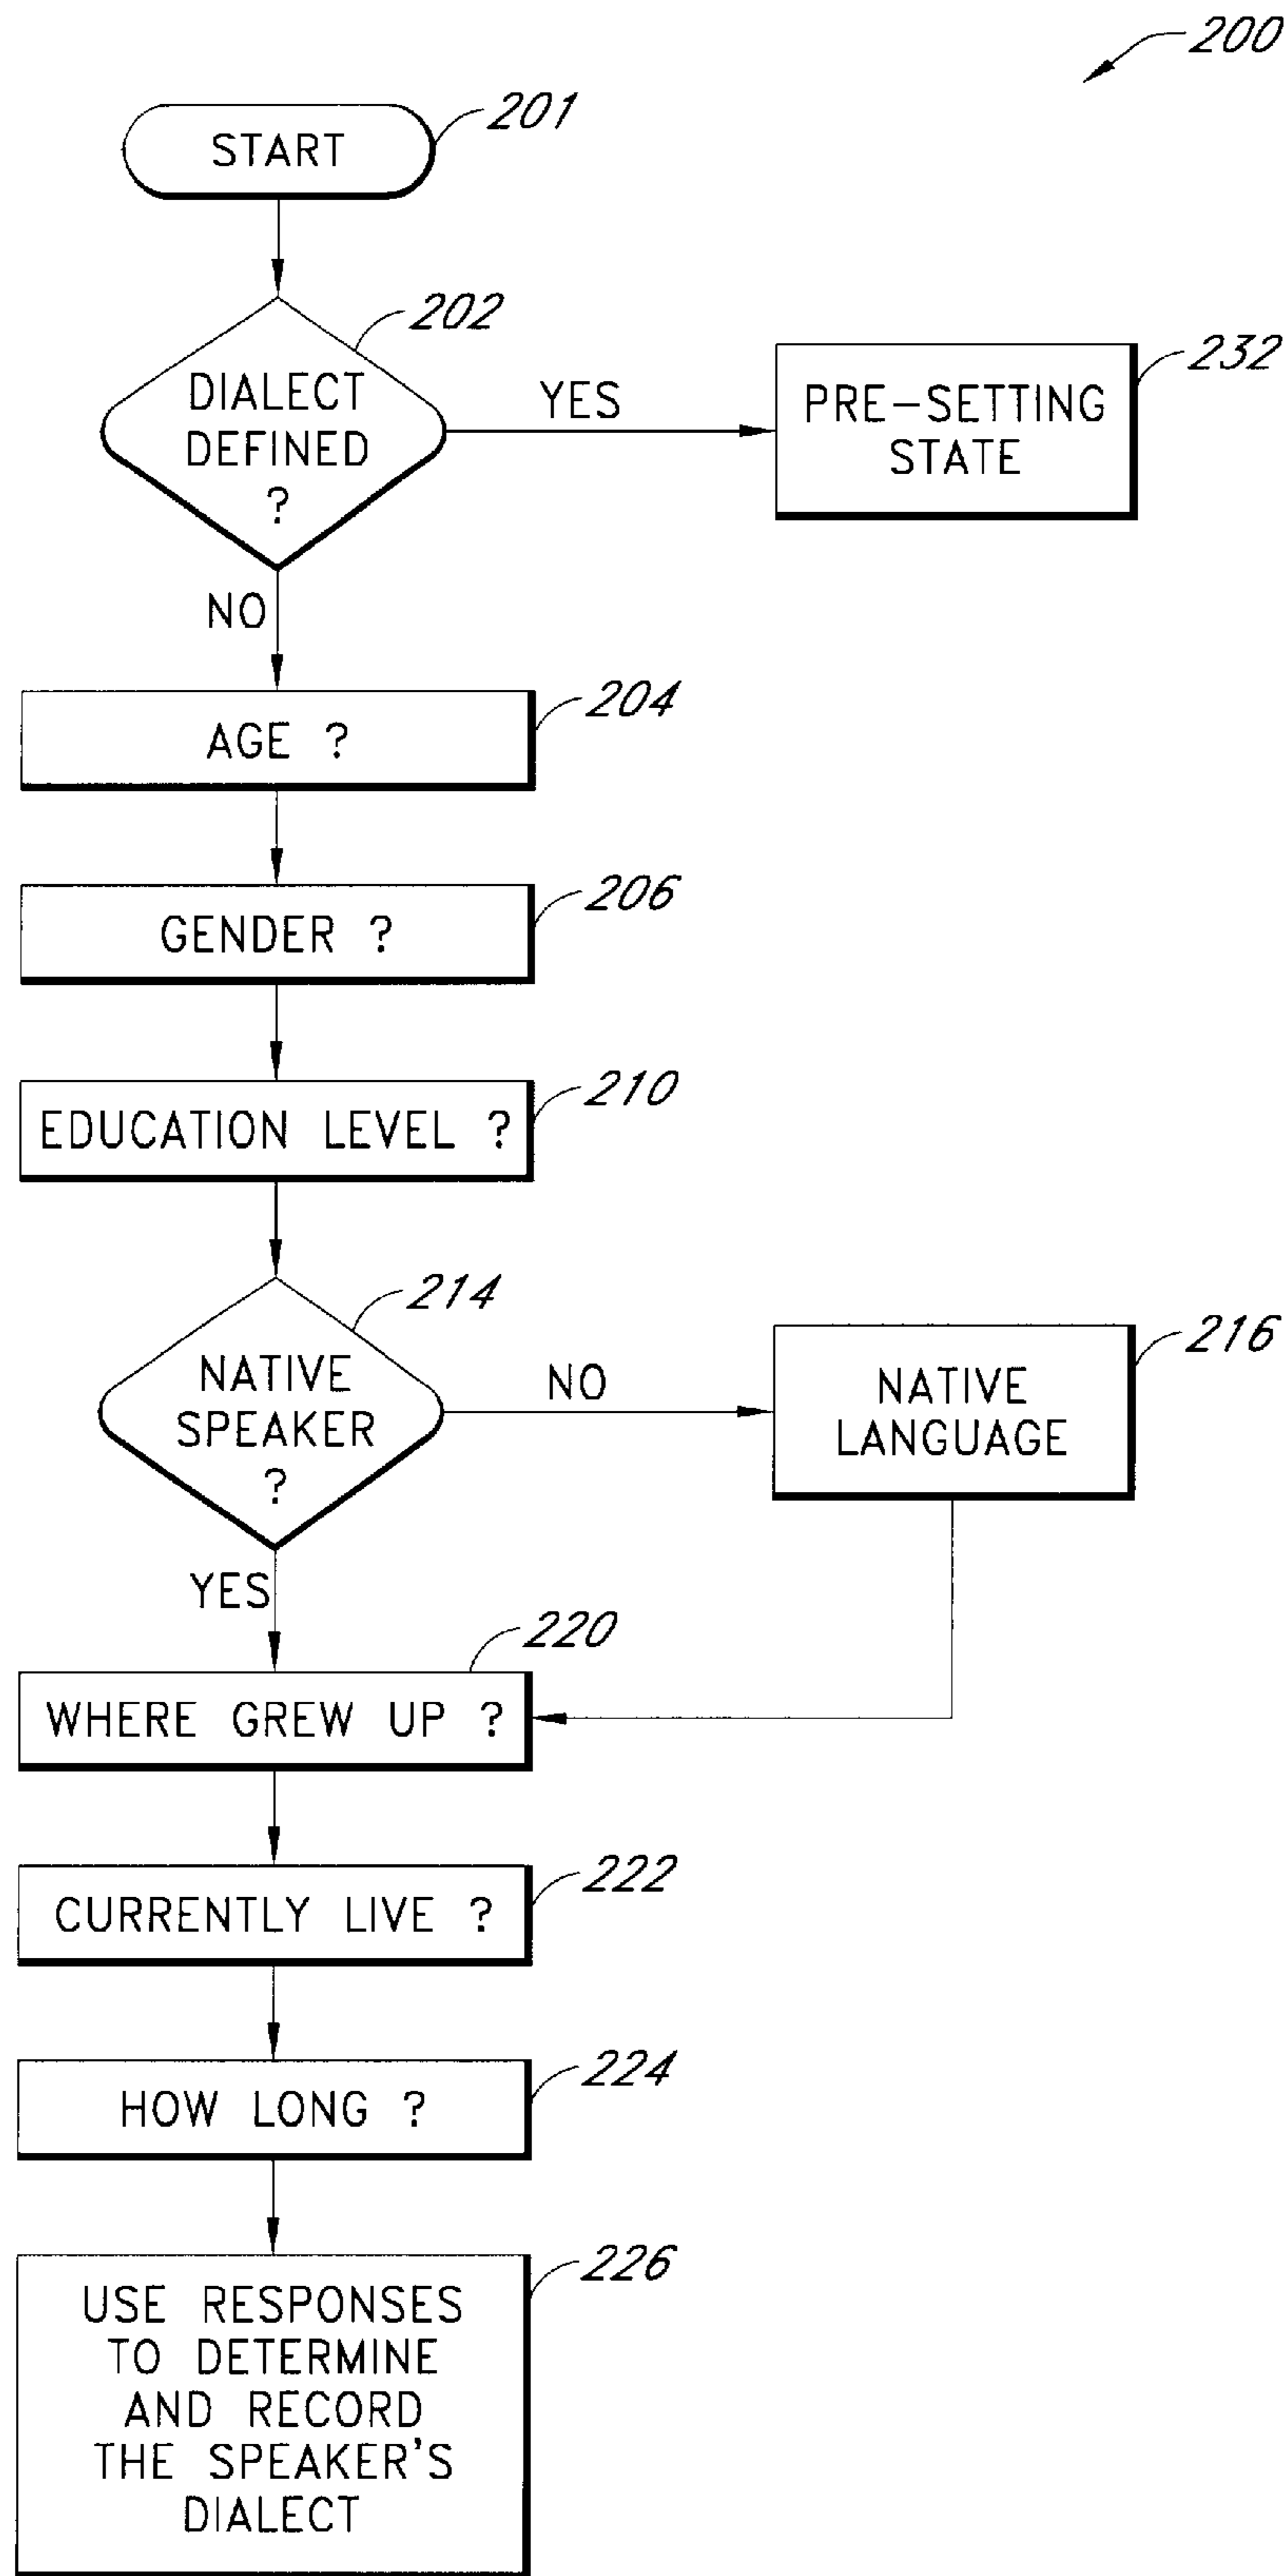 200
START
201
DIALECT
DEFINED
?
202
YES
PRE-SETTING
STATE
232
NO
AGE ?
204
GENDER ?
206
EDUCATION LEVEL ?
210
NATIVE
SPEAKER
?
214
NO
NATIVE
LANGUAGE
216
YES
WHERE GREW UP ?
220
CURRENTLY LIVE ?
222
HOW LONG ?
224
USE RESPONSES
TO DETERMINE
AND RECORD
THE SPEAKER'S
DIALECT
226